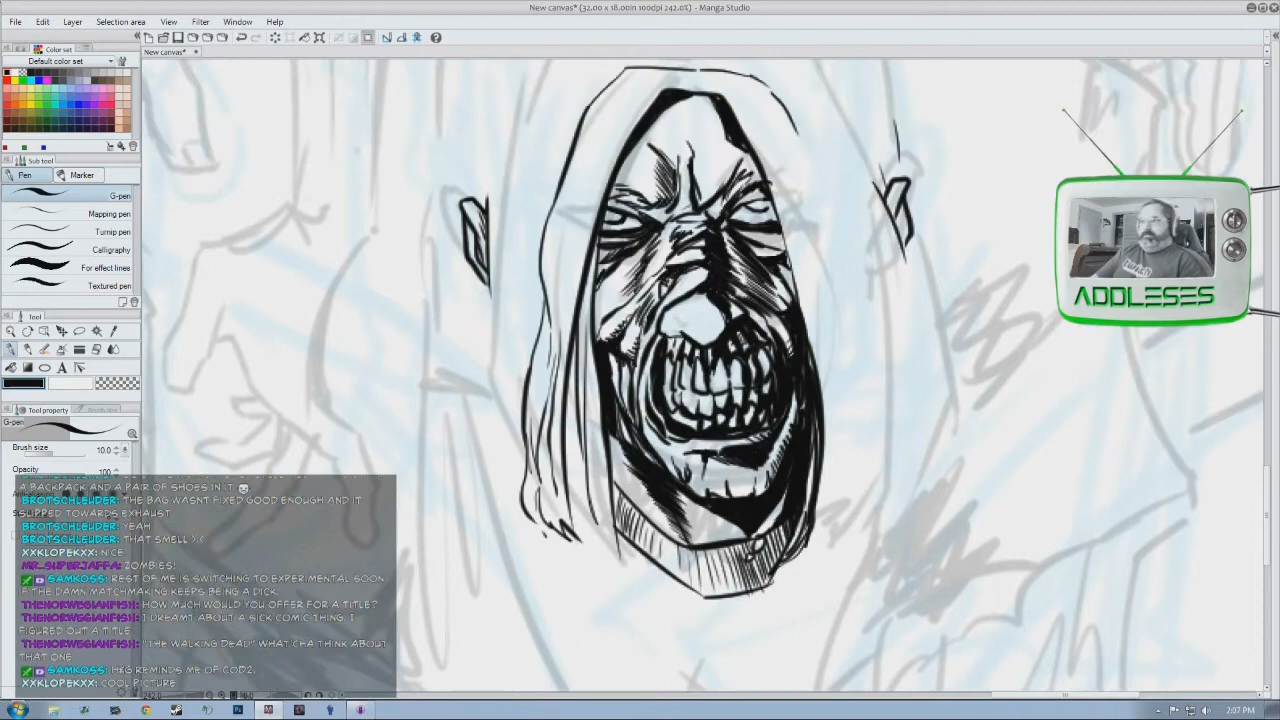 New canvas* (32.00 x 18.00in 100dpi 242.0%) - Manga Studio
File Edit Layer Selection area View Filter Window Help
Color set
New canvas*
Default color set
Sub tool
Pen Marker
G-pen
Mapping pen
Turnip pen
Calligraphy
For effect lines
Textured pen
Tool
Tool property
G-pen
Brush size 10.0
Opacity 100
A BACKPACK AND A PAIR OF SHOES IN IT
BROTSCHLEUDER: THE BAG WASNT FIXED GOOD ENOUGH AND IT
SLIPPED TOWARDS EXHAUST
BROTSCHLEUDER: YEAH
BROTSCHLEUDER: THAT SMELL >.<
XXKLOPEKXX: NICE
MR_SUPERJAFFA: ZOMBIES!
SAMKOSS: REST OF ME IS SWITCHING TO EXPERIMENTAL SOON
IF THE DAMN MATCHMAKING KEEPS BEING A DICK.
THENORWEGIANFISH: HOW MUCH WOULD YOU OFFER FOR A TITLE?
THENORWEGIANFISH: I DREAMT ABOUT A SICK COMIC THING. I
FIGURED OUT A TITLE
THENORWEGIANFISH: "THE WALKING DEAD" WHAT'CHA THINK ABOUT
THAT ONE
SAMKOSS: H&G REMINDS ME OF COD2.
XXKLOPEKXX: COOL PICTURE
ADDLESES
242.0
2:07 PM